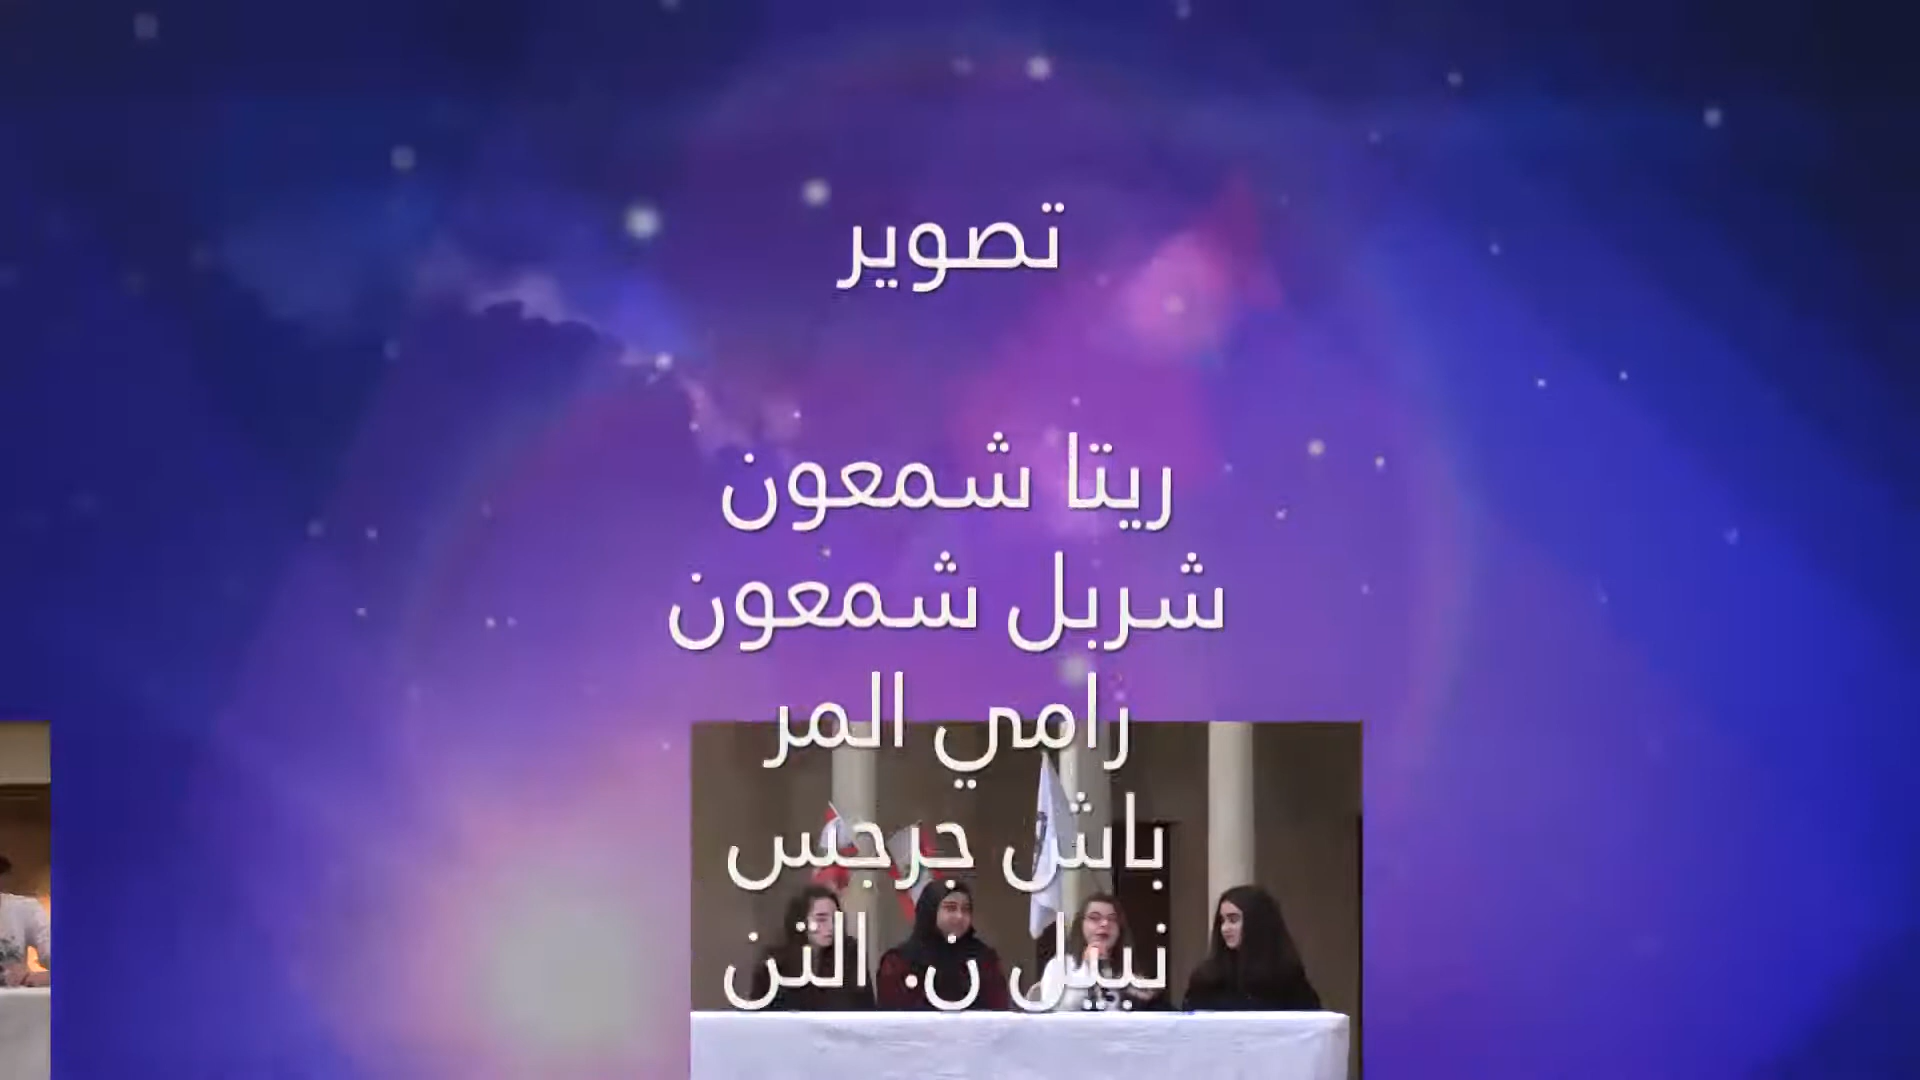 تصوير
ريتا شمعون
شربل شمعون
رامي المر
باش جرجس
نبيل ن. التن